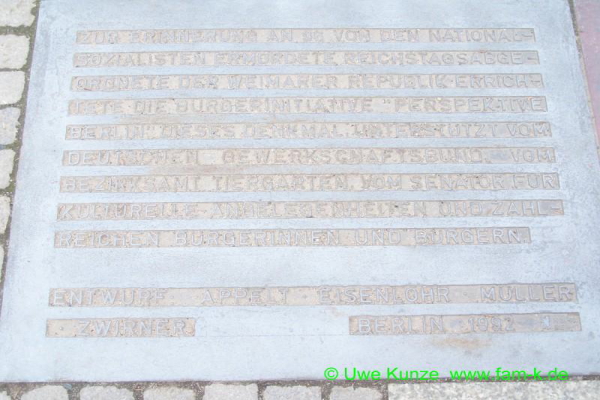 ZUR ERINNERUNG AN 96 VON DEN NATIONAL-
SOZIALISTEN ERMORDETE REICHSTAGSABGE-
ORDNETE DER WEIMARER REPUBLIK ERRICH-
TETE DIE BÜRGERINITIATIVE "PERSPEKTIVE
BERLIN" DIESES DENKMAL UNTERSTÜTZT VOM
DEUTSCHEN GEWERKSCHAFTSBUND, VOM
BEZIRKSAMT TIERGARTEN, VOM SENATOR FÜR
KULTURELLE ANGELEGENHEITEN UND ZAHL-
REICHEN BÜRGERINNEN UND BÜRGERN
ENTWURF APPELT EISENLOHR MÜLLER
ZWIRNER BERLIN
© Uwe Kunze www.fam-k.de